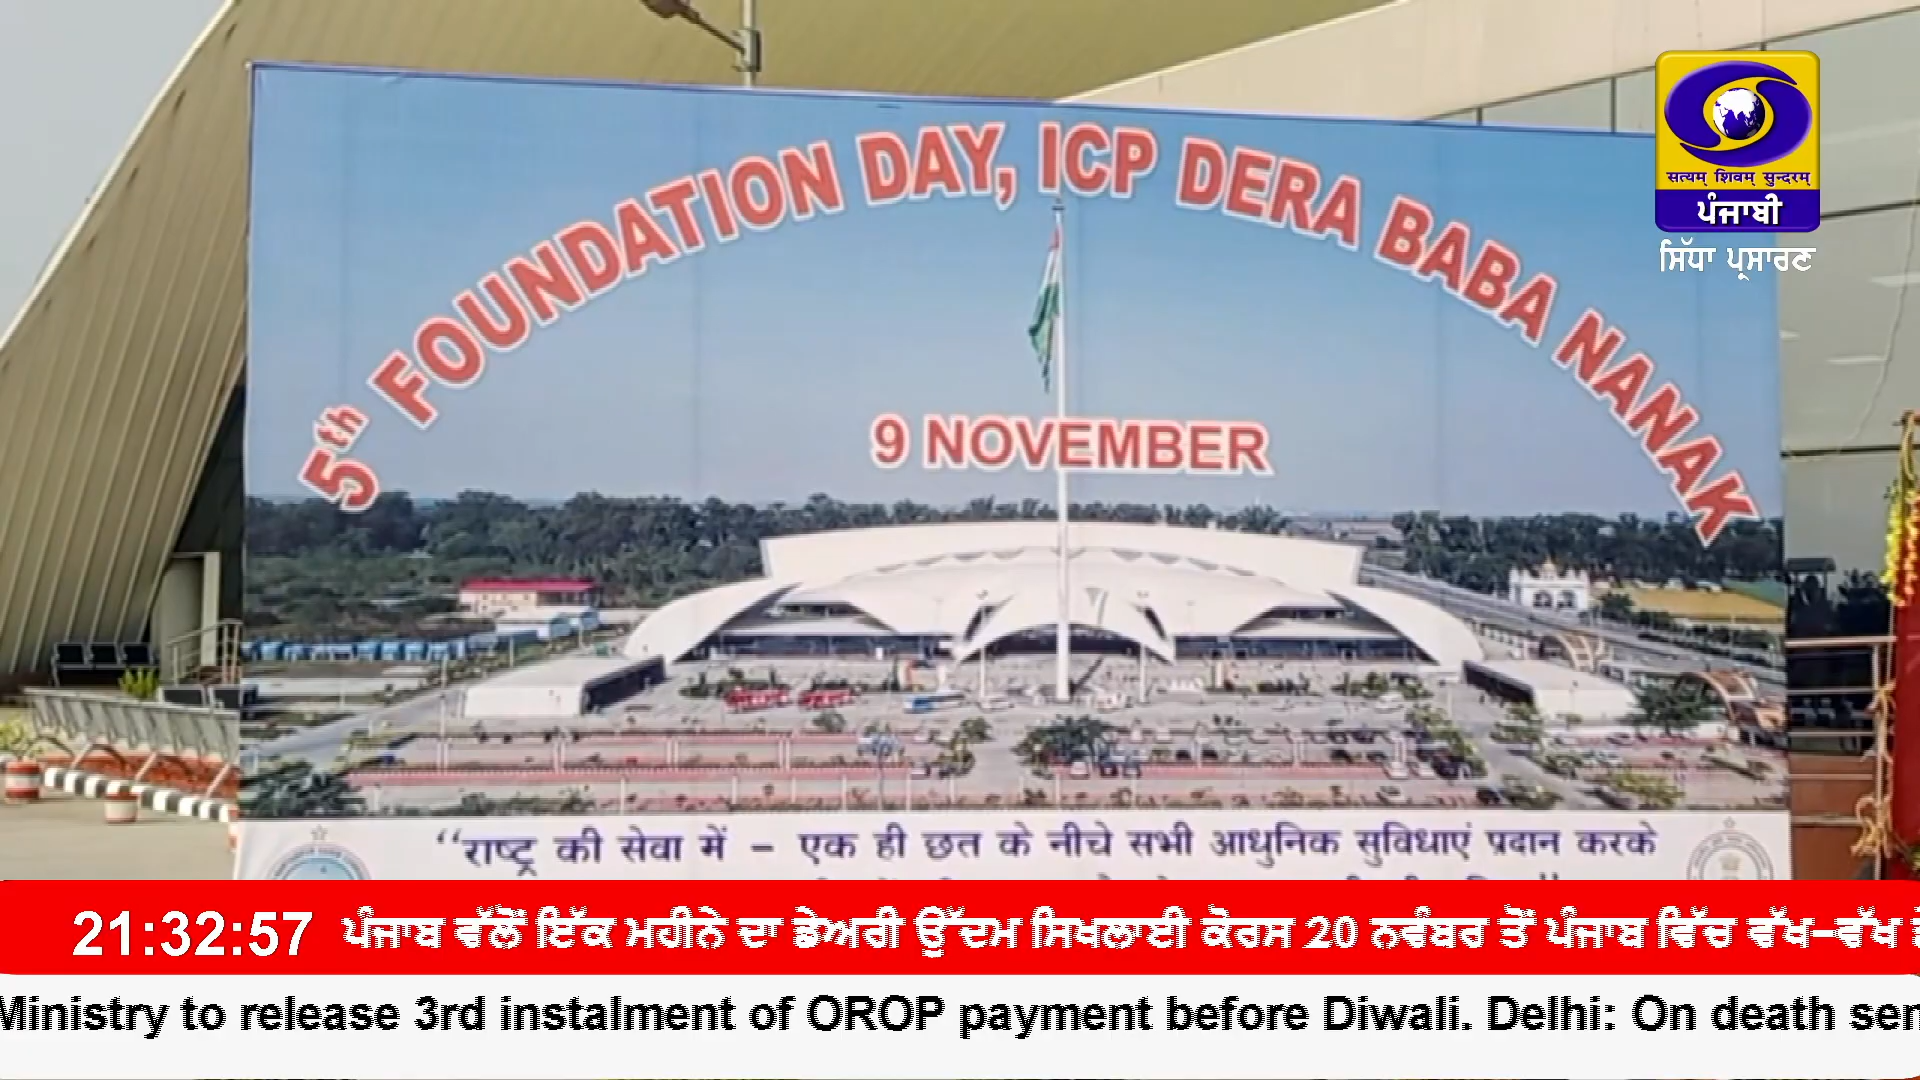 5th FOUNDATION DAY, ICP DERA BABA NANAK
सत्यम् शिवम् सुन्दरम्
ਪੰਜਾਬੀ
ਸਿੱਧਾ ਪ੍ਰਸਾਰਣ
9 NOVEMBER
“राष्ट्र की सेवा में - एक ही छत के नीचे सभी आधुनिक सुविधाएं प्रदान करके
21:32:57 ਪੰਜਾਬ ਵੱਲੋਂ ਇੱਕ ਮਹੀਨੇ ਦਾ ਡੇਅਰੀ ਉੱਦਮ ਸਿਖਲਾਈ ਕੋਰਸ 20 ਨਵੰਬਰ ਤੋਂ ਪੰਜਾਬ ਵਿੱਚ ਵੱਖ-ਵੱਖ
Ministry to release 3rd instalment of OROP payment before Diwali. Delhi: On death sen